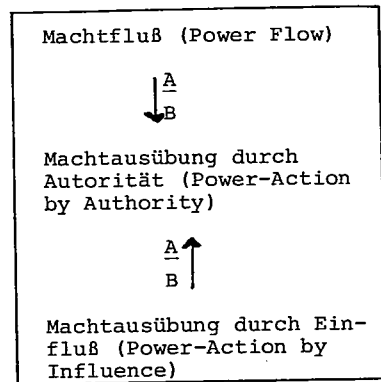 Machtfluß (Power Flow)
A
B
Machtausübung durch
Autorität (Power-Action
by Authority)
A
B
Machtausübung durch Ein-
fluß (Power-Action by
Influence)